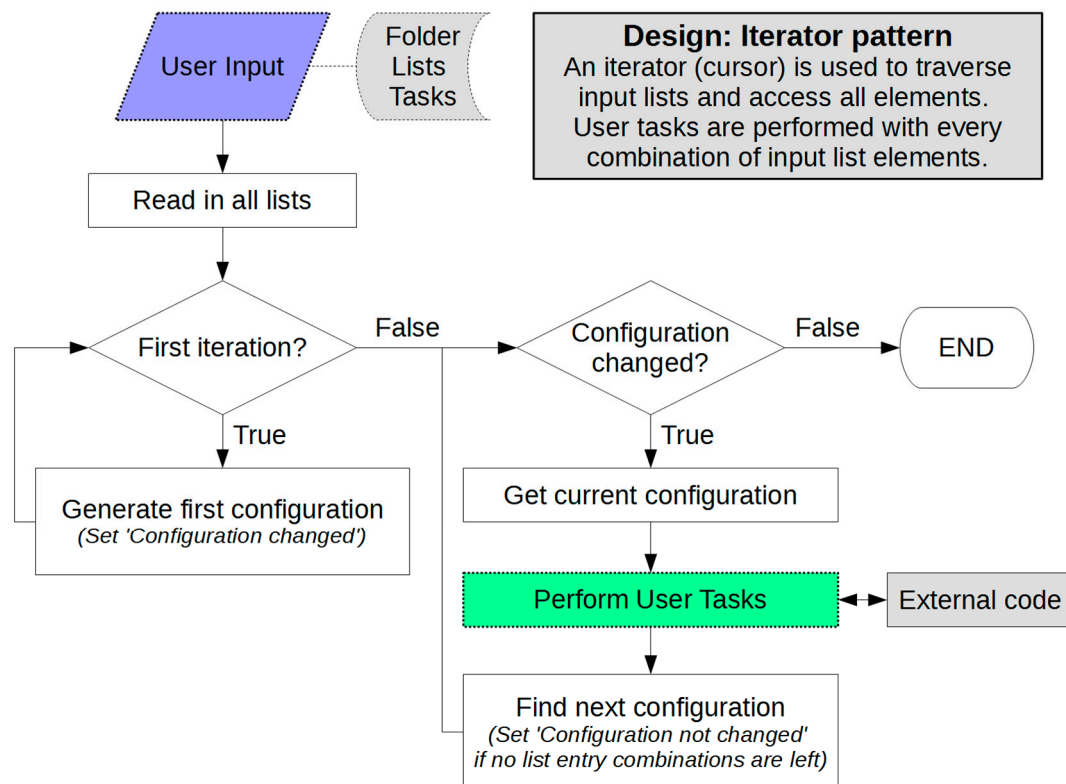 User Input
Folder
Lists
Tasks
Design: Iterator pattern
An iterator (cursor) is used to traverse
input lists and access all elements.
User tasks are performed with every
combination of input list elements.
Read in all lists
First iteration?
False
Configuration
changed?
False
END
True
True
Generate first configuration
(Set 'Configuration changed')
Get current configuration
Perform User Tasks
External code
Find next configuration
(Set 'Configuration not changed'
if no list entry combinations are left)